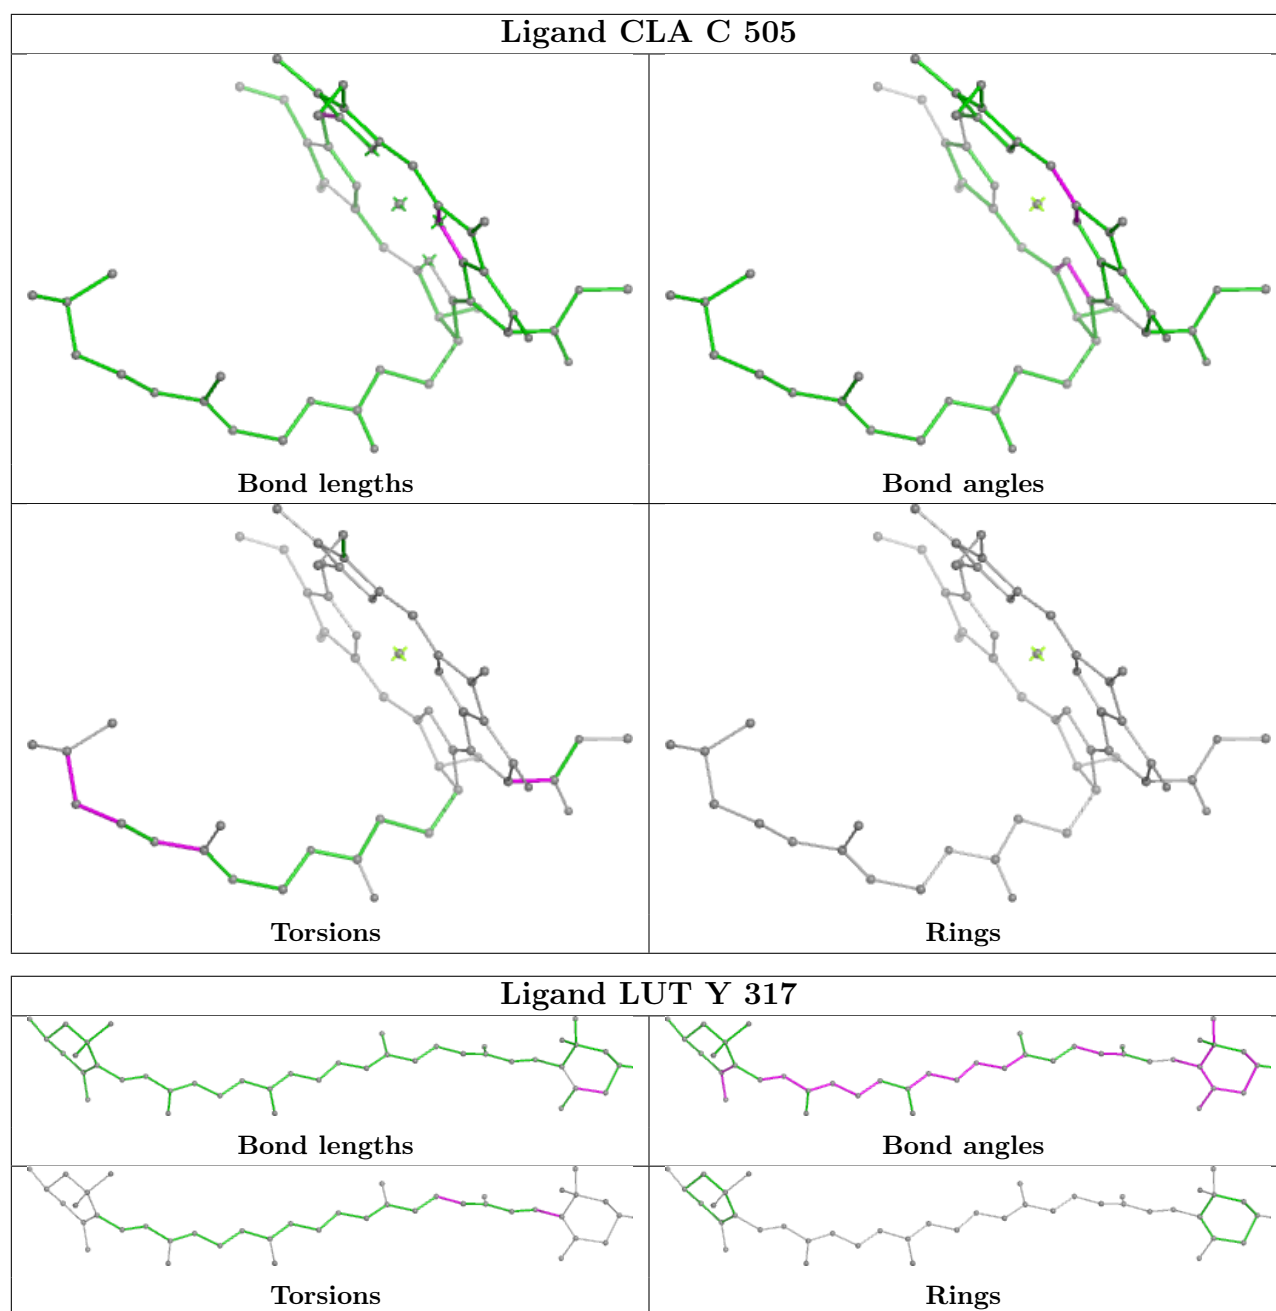 Ligand CLA C 505
Bond lengths
Bond angles
Torsions
Rings
Ligand LUT Y 317
Bond lengths
Bond angles
Torsions
Rings